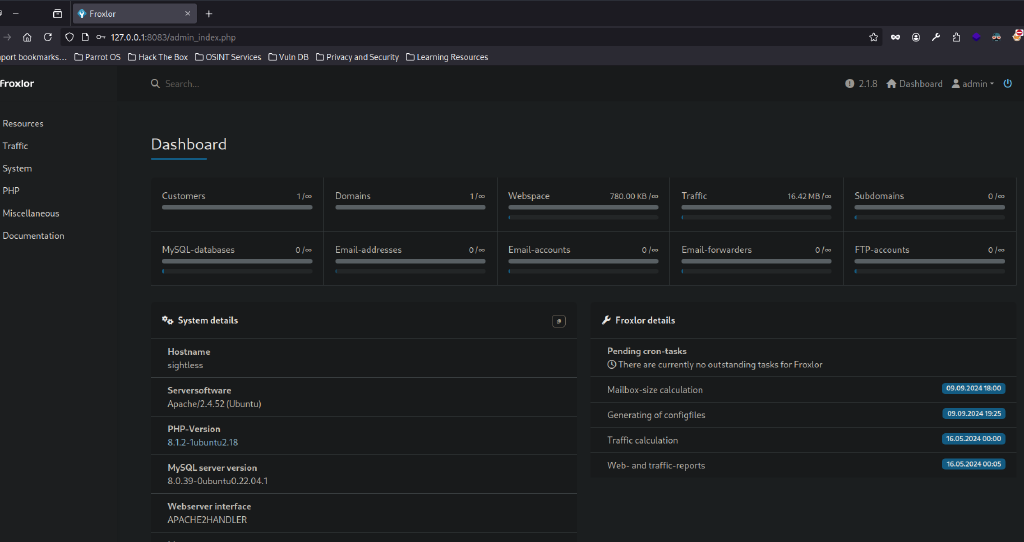 Froxlor
127.0.0.1:8083/admin_index.php
port bookmarks... Parrot OS Hack The Box OSINT Services Vuln DB Privacy and Security Learning Resources
Froxlor Search... 2.1.8 Dashboard admin
Resources
Traffic
System
PHP
Miscellaneous
Documentation
Dashboard
Customers 1/∞ Domains 1/∞ Webspace 780.00 KB/∞ Traffic 16.42 MB/∞ Subdomains 0/∞
MySQL-databases 0/∞ Email-addresses 0/∞ Email-accounts 0/∞ Email-forwarders 0/∞ FTP-accounts 0/∞
System details
Hostname
sightless
Serversoftware
Apache/2.4.52 (Ubuntu)
PHP-Version
8.1.2-1ubuntu2.18
MySQL server version
8.0.39-0ubuntu0.22.04.1
Webserver interface
APACHE2HANDLER
Froxlor details
Pending cron-tasks
There are currently no outstanding tasks for Froxlor
Mailbox-size calculation 09.09.2024 18:00
Generating of configfiles 09.09.2024 19:25
Traffic calculation 16.05.2024 00:00
Web- and traffic-reports 16.05.2024 00:05